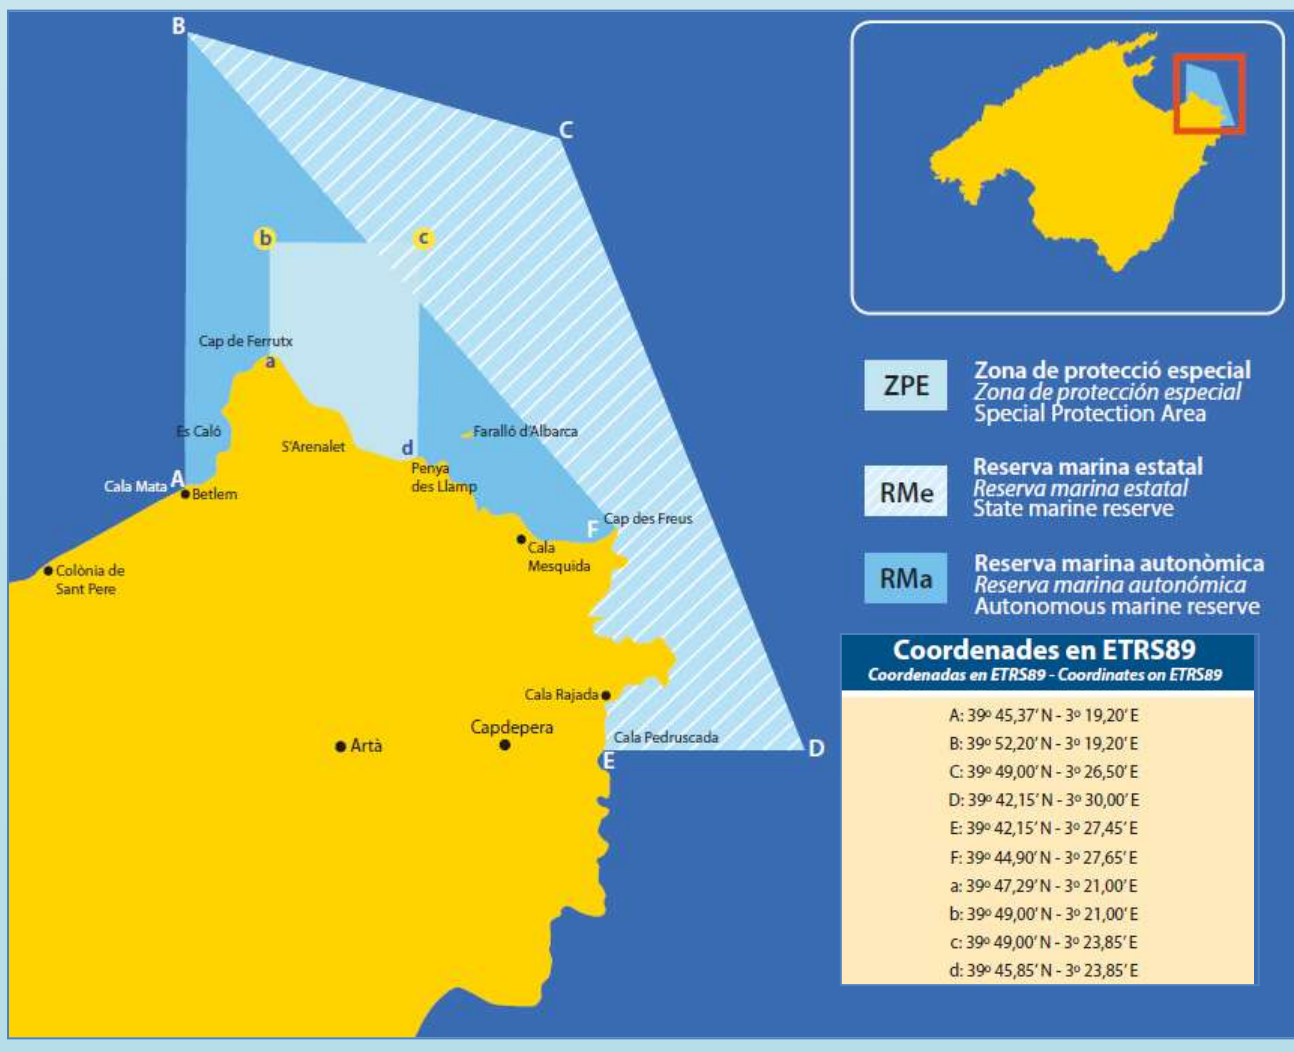 B
C
b
c
Cap de Ferrutx
a
Es Caló
S'Arenalet
d
Faralló d'Albarca
Cala Mata
A
Betlem
Penya
des Llamp
F
Cap des Freus
Cala
Mesquida
Colònia de
Sant Pere
Cala Rajada
Capdepera
Artà
Cala Pedruscada
E
D
ZPE
Zona de protecció especial
Zona de protección especial
Special Protection Area
RMe
Reserva marina estatal
Reserva marina estatal
State marine reserve
RMa
Reserva marina autonòmica
Reserva marina autonómica
Autonomous marine reserve
Coordenades en ETRS89
Coordenadas en ETRS89 - Coordinates on ETRS89
A: 39º 45,37' N - 3º 19,20' E
B: 39º 52,20' N - 3º 19,20' E
C: 39º 49,00' N - 3º 26,50' E
D: 39º 42,15' N - 3º 30,00' E
E: 39º 42,15' N - 3º 27,45' E
F: 39º 44,90' N - 3º 27,65' E
a: 39º 47,29' N - 3º 21,00' E
b: 39º 49,00' N - 3º 21,00' E
c: 39º 49,00' N - 3º 23,85' E
d: 39º 45,85' N - 3º 23,85' E